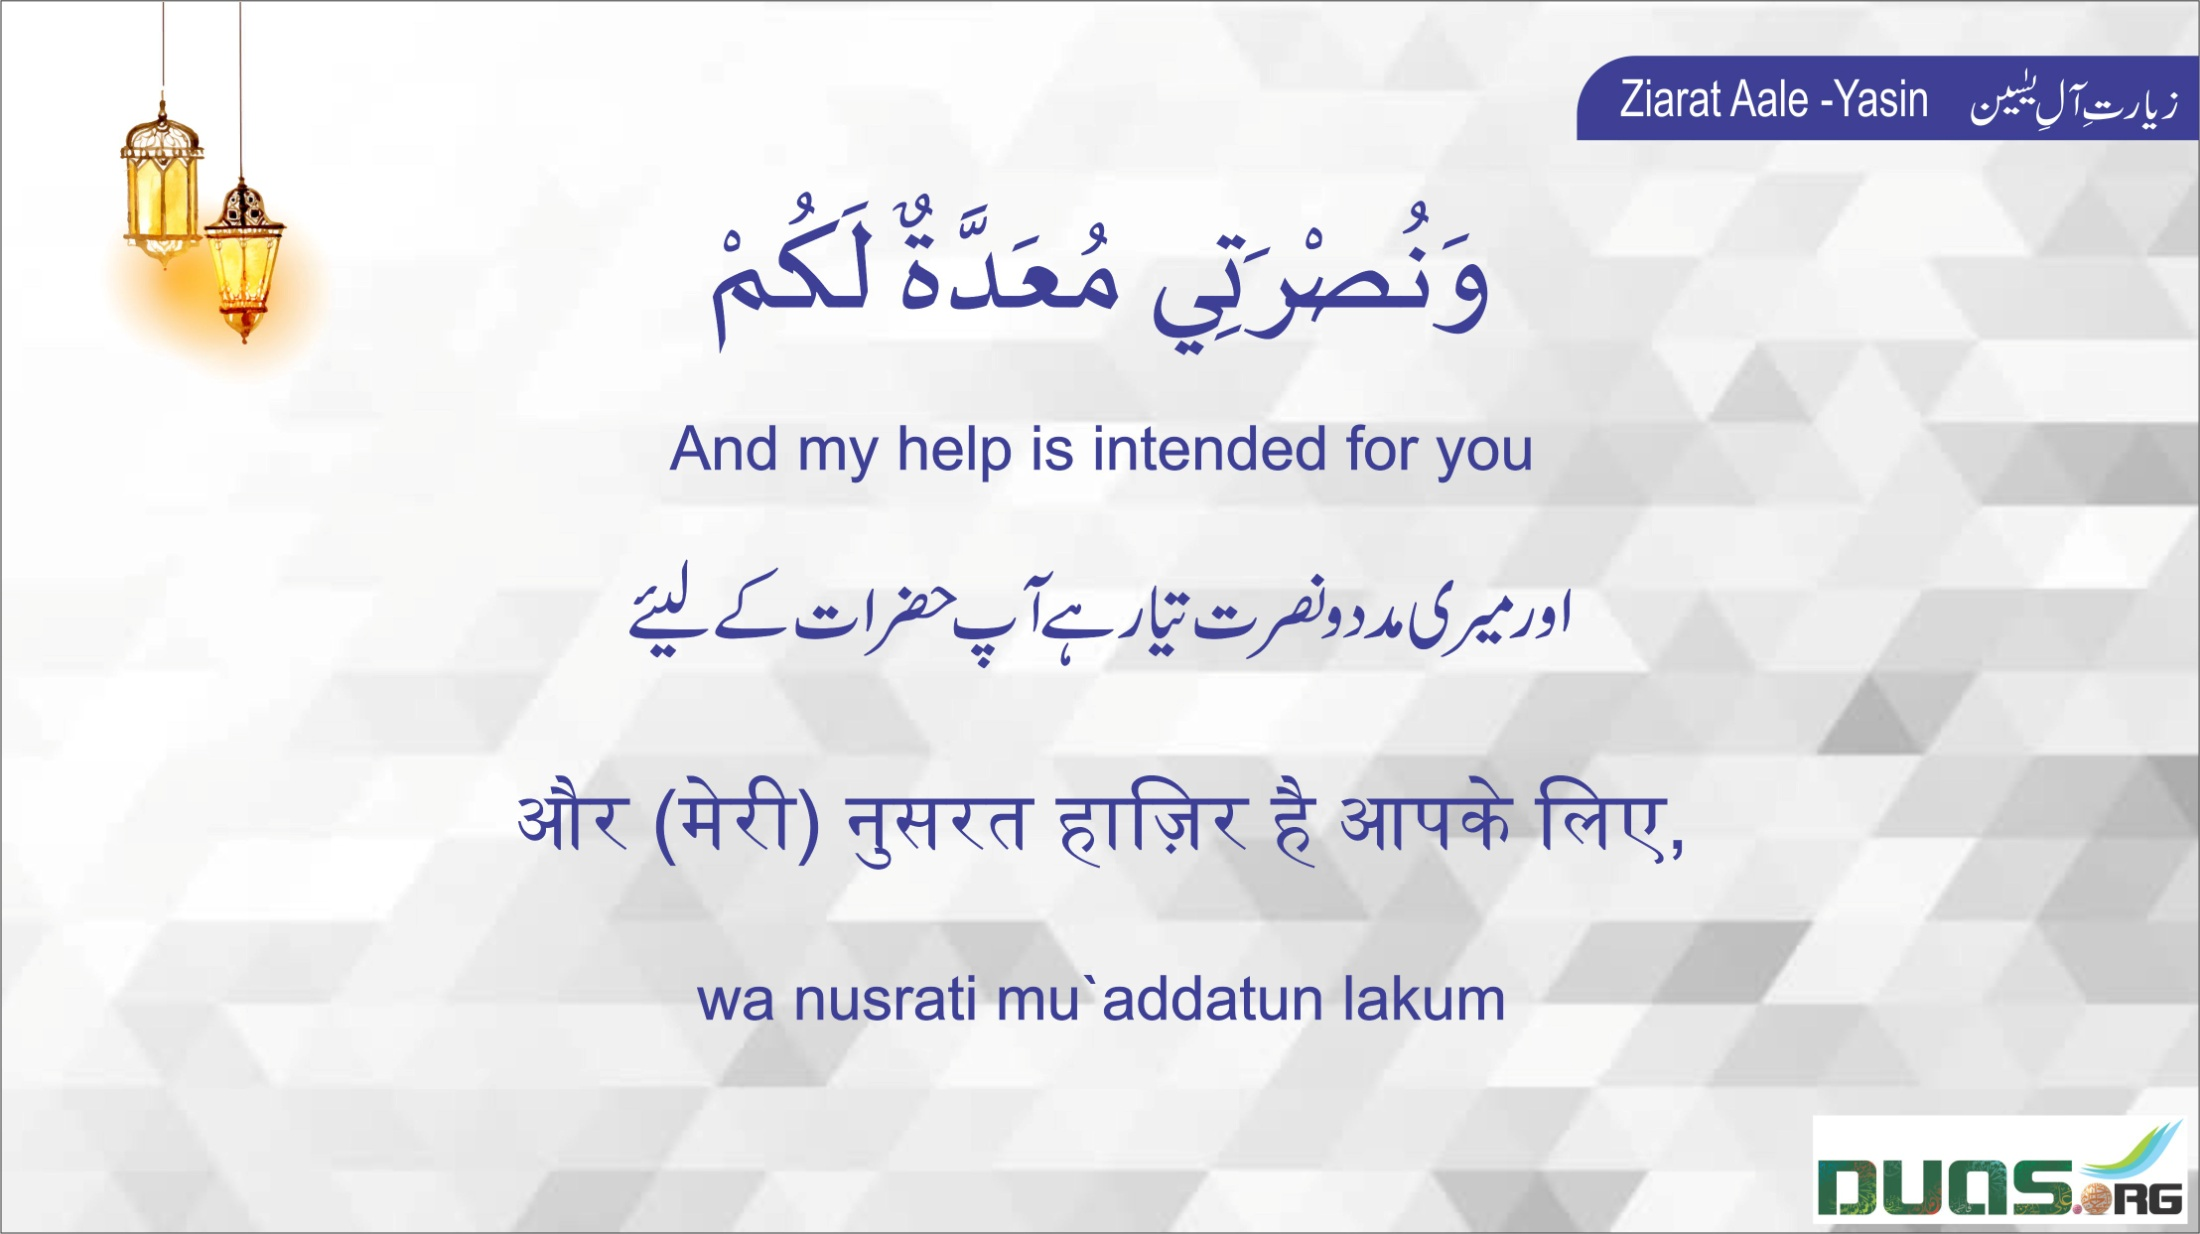 Ziarat Aale -Yasin زیارتِ آلِ یٰسین
وَنُصْرَتِي مُعَدَّةٌ لَكُمْ
And my help is intended for you
اور میری مدد و نصرت تیار ہے آپ حضرات کے لیئے
और (मेरी) नुसरत हाज़िर है आपके लिए,
wa nusrati mu`addatun lakum
DUAS.ORG